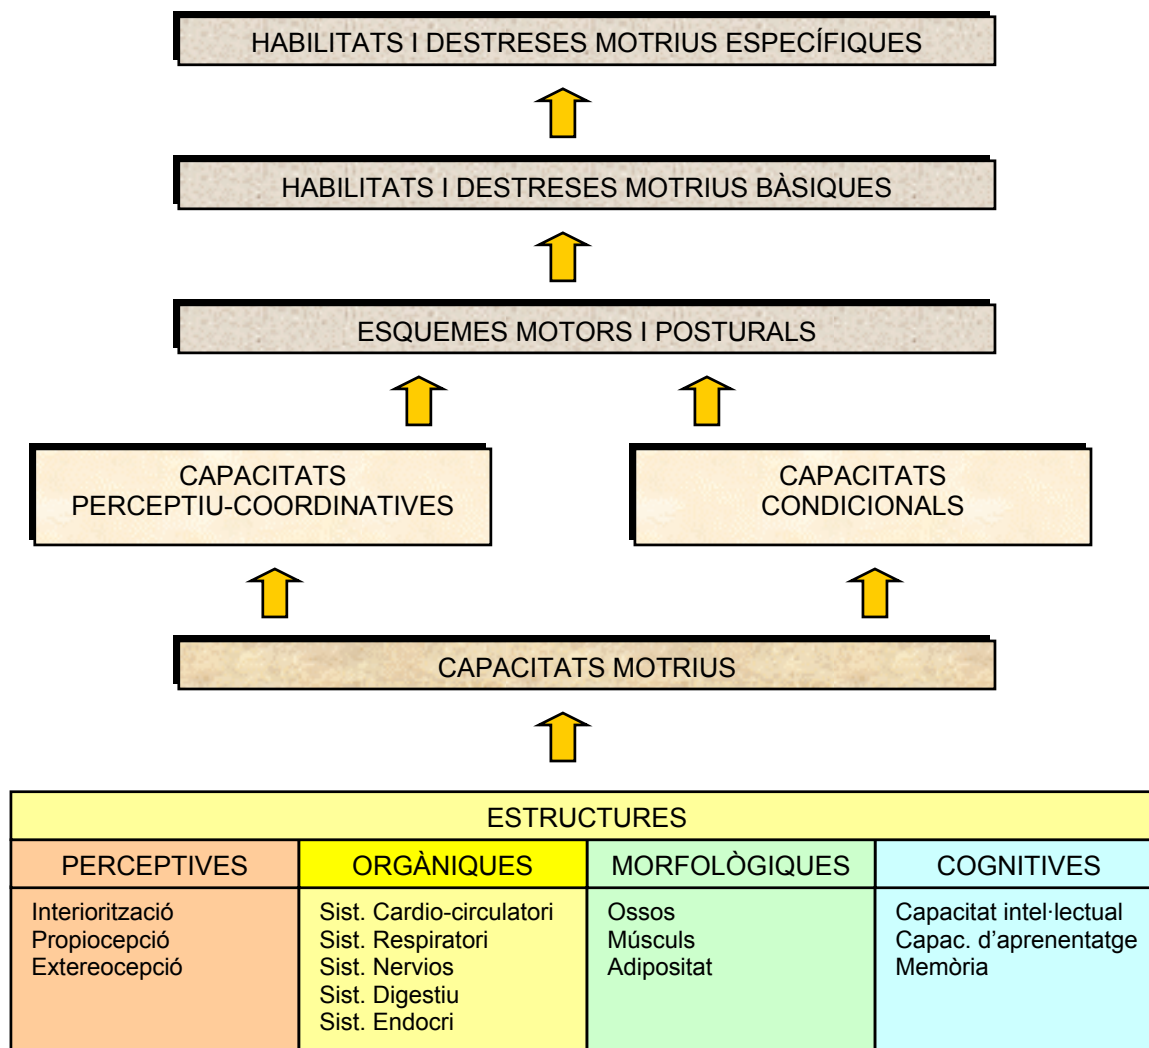 HABILITATS I DESTRESES MOTRIUS ESPECÍFIQUES
HABILITATS I DESTRESES MOTRIUS BÀSIQUES
ESQUEMES MOTORS I POSTURALS
CAPACITATS
PERCEPTIU-COORDINATIVES
CAPACITATS
CONDICIONALS
CAPACITATS MOTRIUS
ESTRUCTURES
PERCEPTIVES
Interiorització
Propiocepció
Extereocepció
ORGÀNIQUES
Sist. Cardio-circulatori
Sist. Respiratori
Sist. Nervios
Sist. Digestiu
Sist. Endocri
MORFOLÒGIQUES
Ossos
Músculs
Adipositat
COGNITIVES
Capacitat intel·lectual
Capac. d’aprenentatge
Memòria